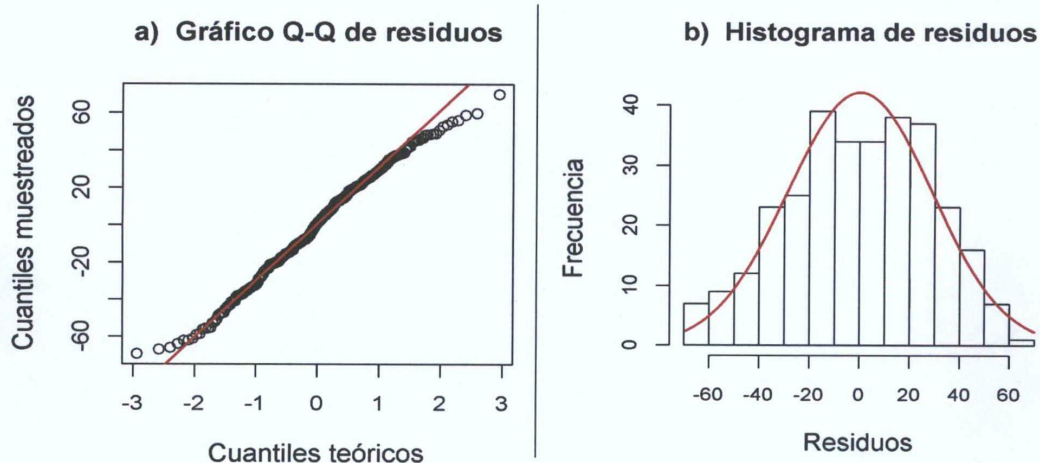 a) Gráfico Q-Q de residuos
Cuantiles muestreados
60
20
-20
-60
-3 -2 -1 0 1 2 3
Cuantiles teóricos
b) Histograma de residuos
Frecuencia
40
30
20
10
0
-60 -40 -20 0 20 40 60
Residuos